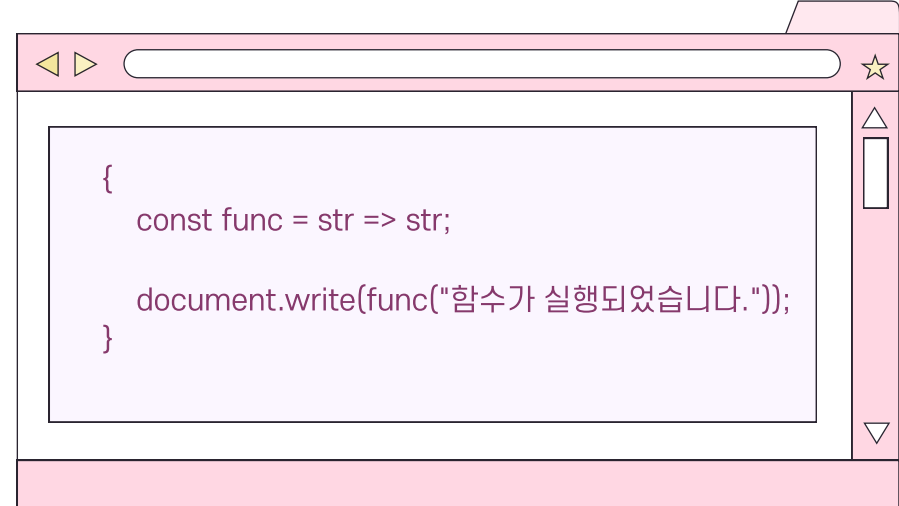 {
const func = str => str;
document.write(func("함수가 실행되었습니다."));
}